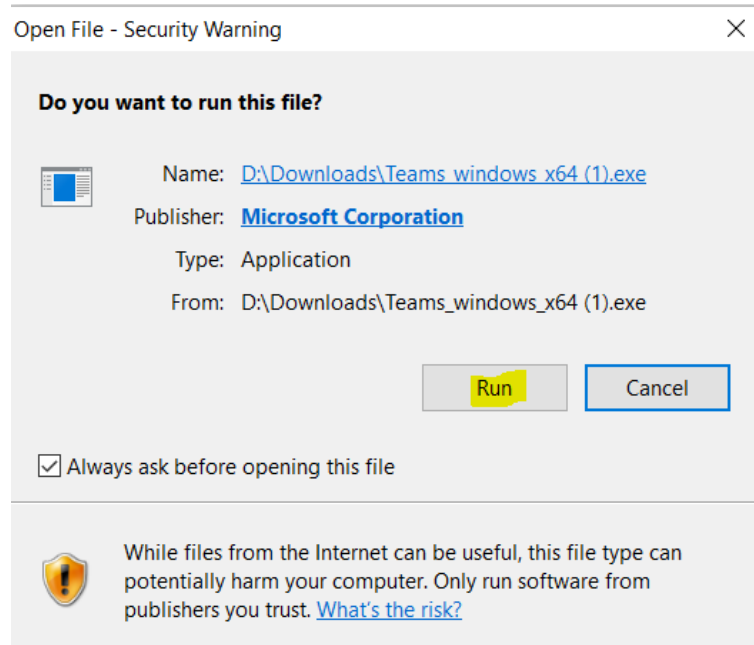 Open File - Security Warning
Do you want to run this file?
Name: D:\Downloads\Teams_windows_x64 (1).exe
Publisher: Microsoft Corporation
Type: Application
From: D:\Downloads\Teams_windows_x64 (1).exe
Run Cancel
Always ask before opening this file
While files from the Internet can be useful, this file type can
potentially harm your computer. Only run software from
publishers you trust. What's the risk?